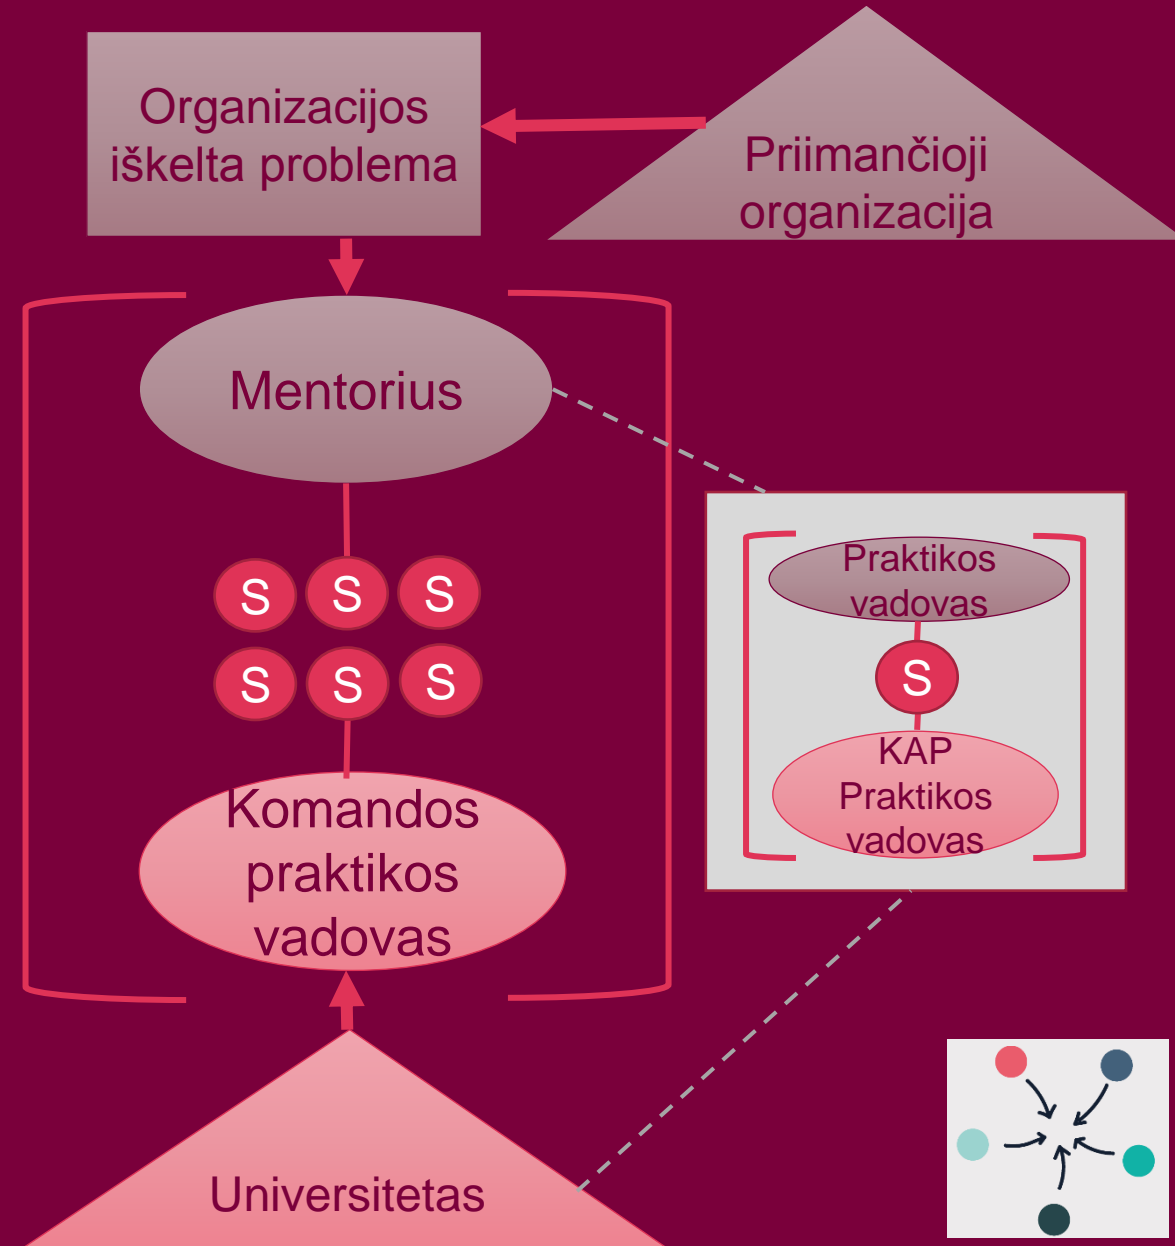 Organizacijos
iškelta problema
Priimančioji
organizacija
Mentorius
S S S
S S S
Komandos
praktikos
vadovas
Praktikos
vadovas
S
KAP
Praktikos
vadovas
Universitetas